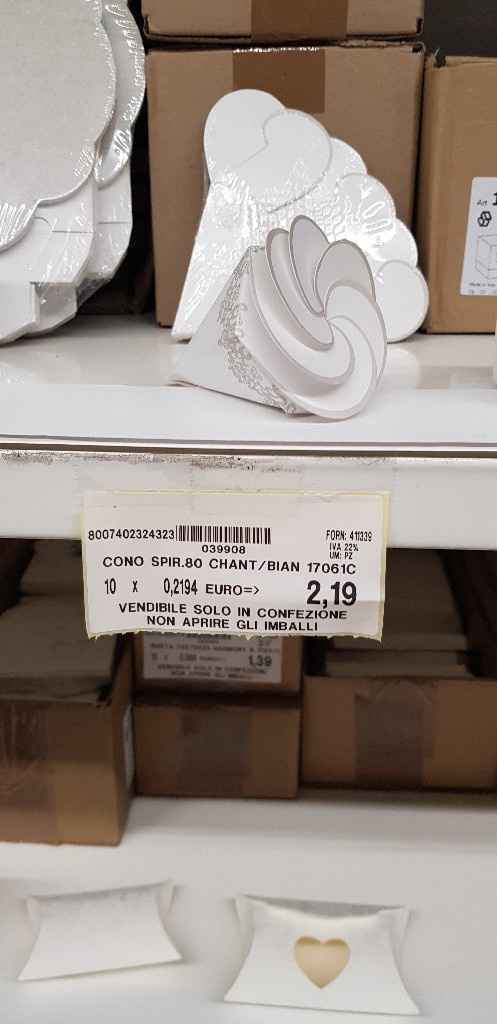 Art.
8007402324323
039908
FORN: 411339
IVA 22%
UM: PZ
CONO SPIR.80 CHANT/BIAN 17061C
10 x 0,2194 EURO=> 2,19
VENDIBILE SOLO IN CONFEZIONE
NON APRIRE GLI IMBALLI
1,39